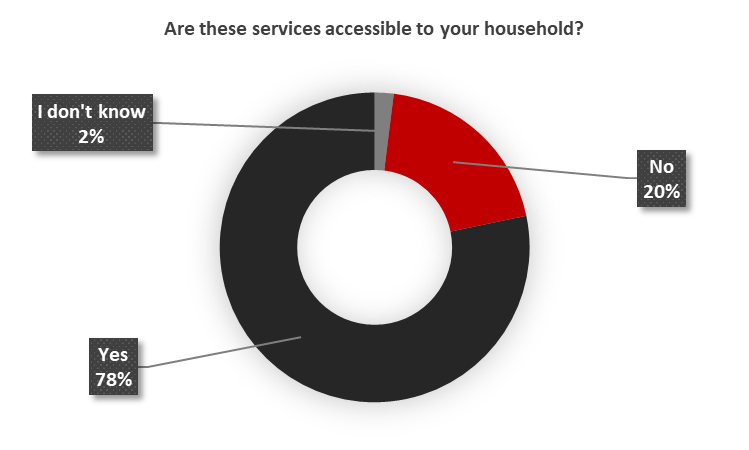 Are these services accessible to your household?
I don't know
2%
No
20%
Yes
78%